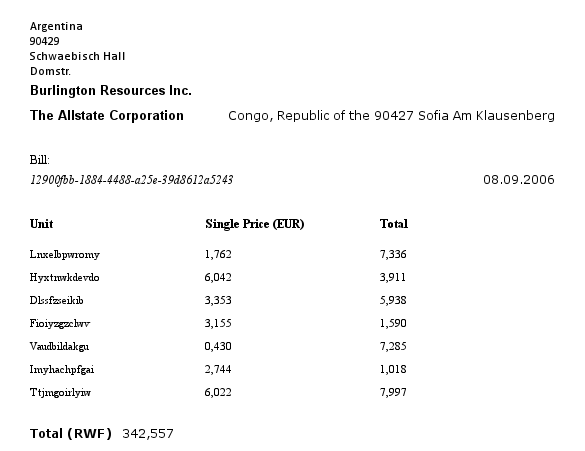 Argentina
90429
Schwaebisch Hall
Domstr.
Burlington Resources Inc.
The Allstate Corporation Congo, Republic of the 90427 Sofia Am Klausenberg
Bill:
12900fbb-1884-4488-a25e-39d8612a5243 08.09.2006
Unit Single Price (EUR) Total
Lnxelbpwromy 1,762 7,336
Hyxtnwkdevdo 6,042 3,911
Dlssfzseikib 3,353 5,938
Fioiyzgzclwv 3,155 1,590
Vaudbildakgu 0,430 7,285
Imyhachpfgai 2,744 1,018
Ttjmgoirlyiw 6,022 7,997
Total (RWF) 342,557